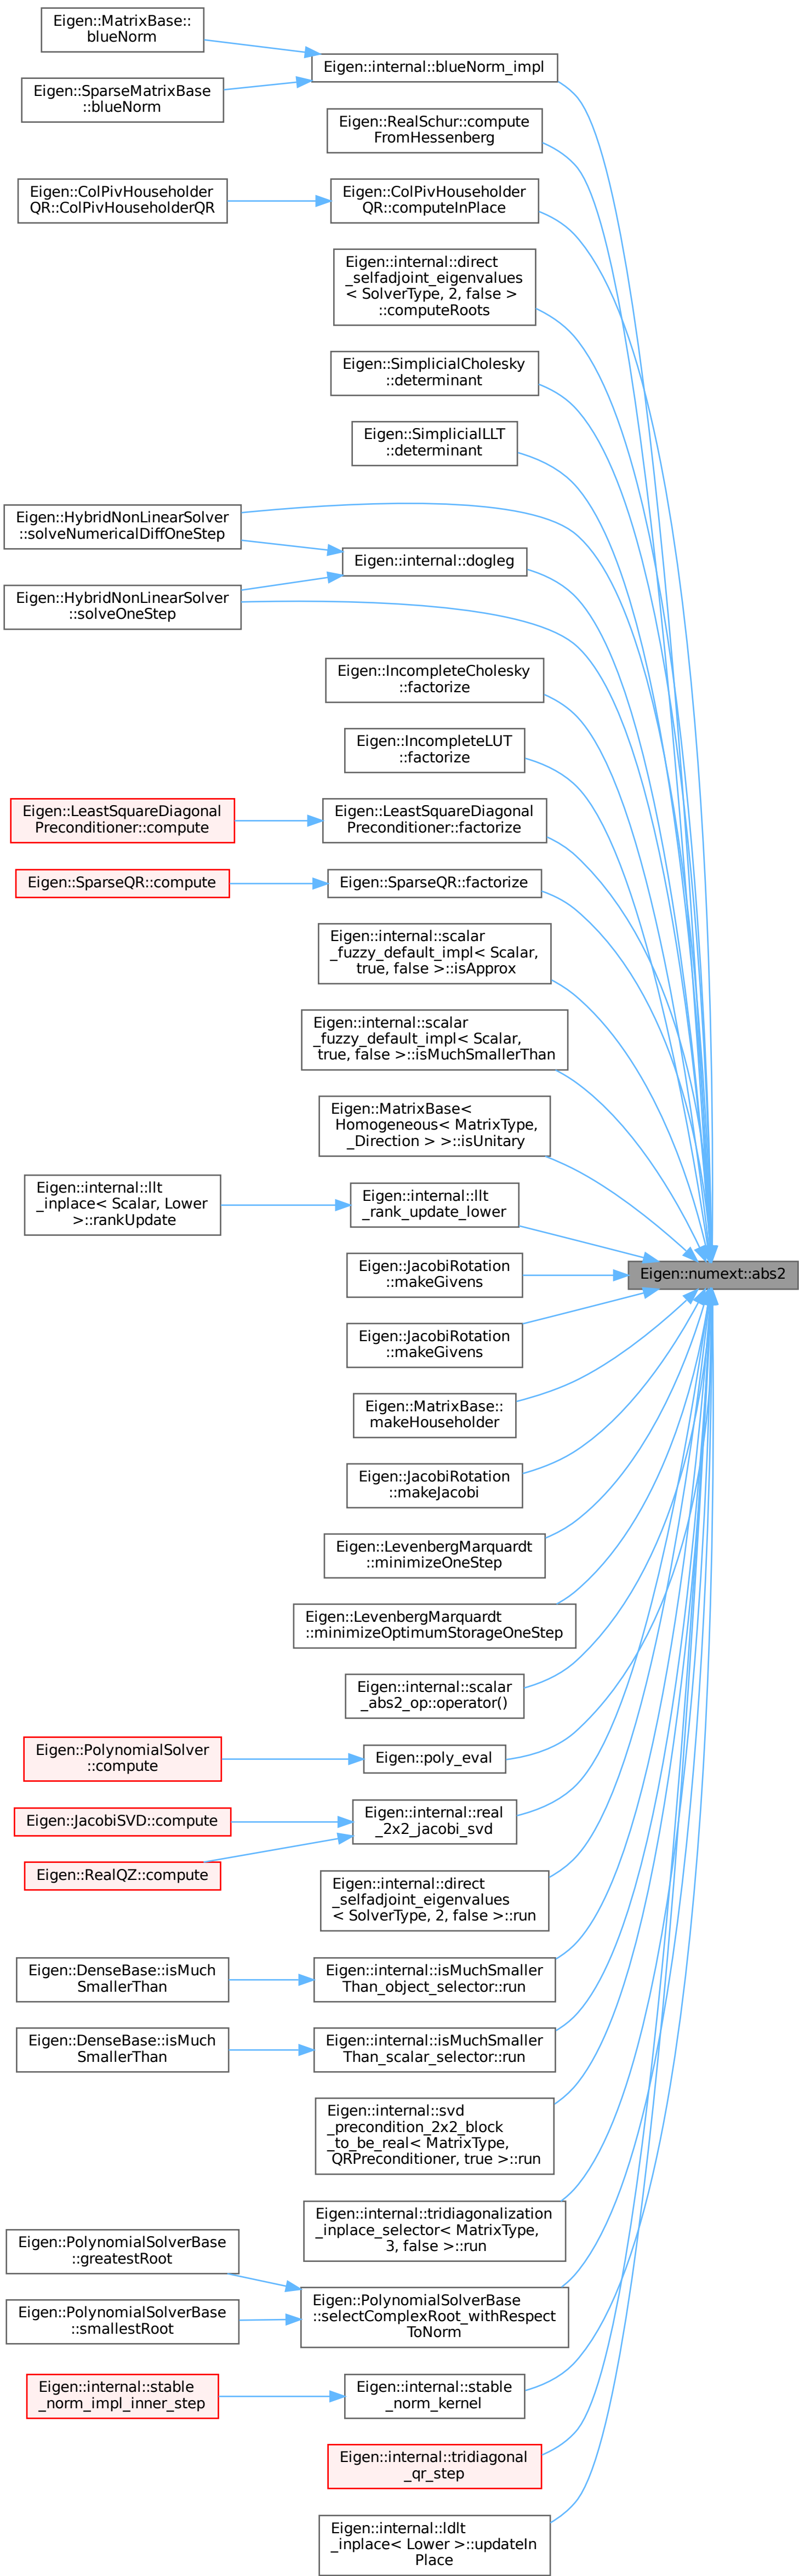 Eigen::MatrixBase::
blueNorm
Eigen::internal::blueNorm_impl
Eigen::SparseMatrixBase
::blueNorm
Eigen::RealSchur::compute
FromHessenberg
Eigen::ColPivHouseholder
QR::ColPivHouseholderQR
Eigen::ColPivHouseholder
QR::computeInPlace
Eigen::internal::direct
_selfadjoint_eigenvalues
< SolverType, 2, false >
::computeRoots
Eigen::SimplicialCholesky
::determinant
Eigen::SimplicialLLT
::determinant
Eigen::HybridNonLinearSolver
::solveNumericalDiffOneStep
Eigen::internal::dogleg
Eigen::HybridNonLinearSolver
::solveOneStep
Eigen::IncompleteCholesky
::factorize
Eigen::IncompleteLUT
::factorize
Eigen::LeastSquareDiagonal
Preconditioner::compute
Eigen::LeastSquareDiagonal
Preconditioner::factorize
Eigen::SparseQR::compute
Eigen::SparseQR::factorize
Eigen::internal::scalar
_fuzzy_default_impl< Scalar,
true, false >::isApprox
Eigen::internal::scalar
_fuzzy_default_impl< Scalar,
true, false >::isMuchSmallerThan
Eigen::MatrixBase<
Homogeneous< MatrixType,
_Direction > >::isUnitary
Eigen::internal::llt
_inplace< Scalar, Lower
>::rankUpdate
Eigen::internal::llt
_rank_update_lower
Eigen::JacobiRotation
::makeGivens
Eigen::numext::abs2
Eigen::JacobiRotation
::makeGivens
Eigen::MatrixBase::
makeHouseholder
Eigen::JacobiRotation
::makeJacobi
Eigen::LevenbergMarquardt
::minimizeOneStep
Eigen::LevenbergMarquardt
::minimizeOptimumStorageOneStep
Eigen::internal::scalar
_abs2_op::operator()
Eigen::PolynomialSolver
::compute
Eigen::poly_eval
Eigen::JacobiSVD::compute
Eigen::internal::real
_2x2_jacobi_svd
Eigen::RealQZ::compute
Eigen::internal::direct
_selfadjoint_eigenvalues
< SolverType, 2, false >::run
Eigen::DenseBase::isMuch
SmallerThan
Eigen::internal::isMuchSmaller
Than_object_selector::run
Eigen::DenseBase::isMuch
SmallerThan
Eigen::internal::isMuchSmaller
Than_scalar_selector::run
Eigen::internal::svd
_precondition_2x2_block
_to_be_real< MatrixType,
QRPreconditioner, true >::run
Eigen::internal::tridiagonalization
_inplace_selector< MatrixType,
3, false >::run
Eigen::PolynomialSolverBase
::greatestRoot
Eigen::PolynomialSolverBase
::selectComplexRoot_withRespect
ToNorm
Eigen::PolynomialSolverBase
::smallestRoot
Eigen::internal::stable
_norm_impl_inner_step
Eigen::internal::stable
_norm_kernel
Eigen::internal::tridiagonal
_qr_step
Eigen::internal::ldlt
_inplace< Lower >::updateIn
Place